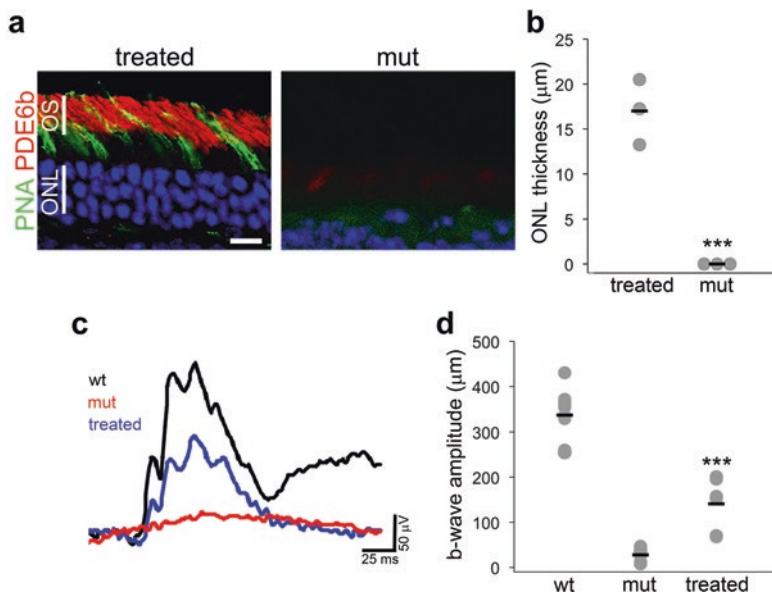 a
treated
mut
PNA PDE6b
OS
ONL
b
ONL thickness (μm)
25
20
15
10
5
0
***
treated
mut
c
wt
mut
treated
50 μV
25 ms
d
b-wave amplitude (μm)
500
400
300
200
100
0
***
wt
mut
treated